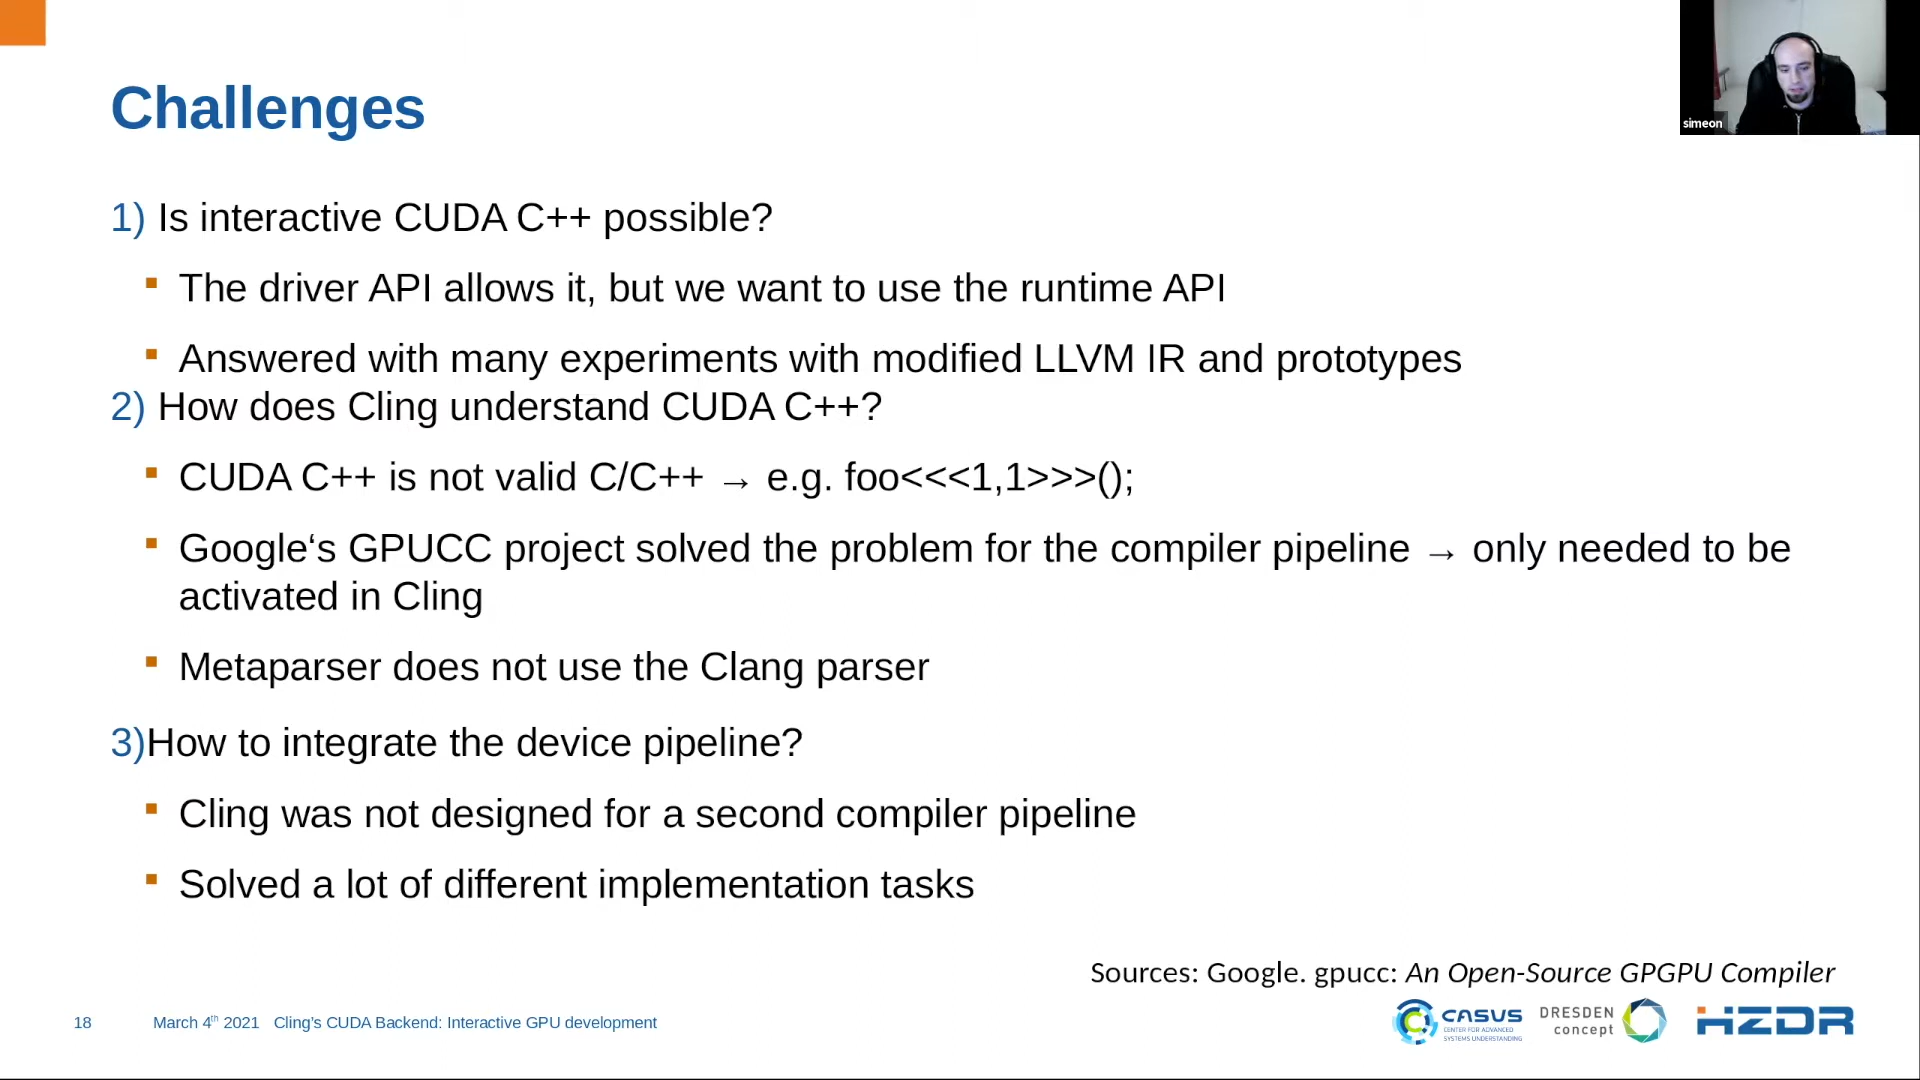 Challenges
simeon
1) Is interactive CUDA C++ possible?
The driver API allows it, but we want to use the runtime API
Answered with many experiments with modified LLVM IR and prototypes
2) How does Cling understand CUDA C++?
CUDA C++ is not valid C/C++ → e.g. foo<<<1,1>>>();
Google‘s GPUCC project solved the problem for the compiler pipeline → only needed to be
activated in Cling
Metaparser does not use the Clang parser
3)How to integrate the device pipeline?
Cling was not designed for a second compiler pipeline
Solved a lot of different implementation tasks
Sources: Google. gpucc: An Open-Source GPGPU Compiler
18 March 4th 2021 Cling’s CUDA Backend: Interactive GPU development
CASUS
CENTER FOR ADVANCED
SYSTEMS UNDERSTANDING
DRESDEN
concept
HZDR